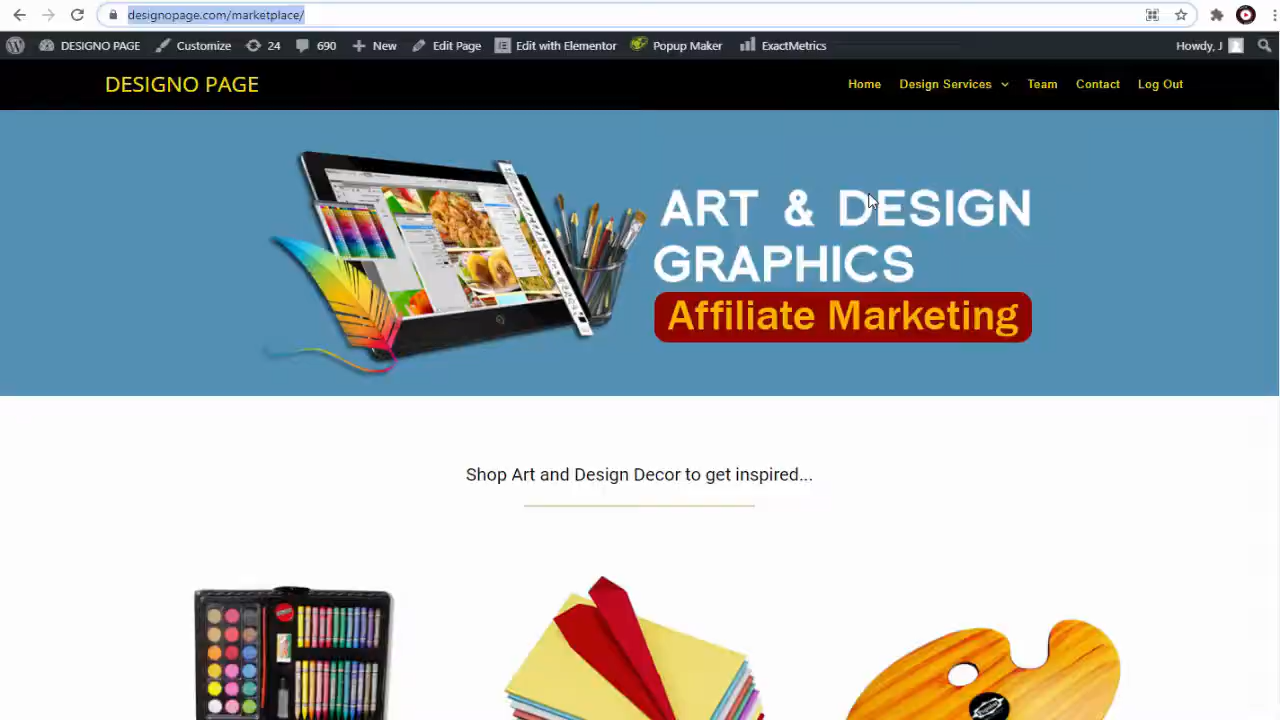 designopage.com/marketplace/
DESIGNO PAGE Customize 24 690 New Edit Page Edit with Elementor Popup Maker ExactMetrics Howdy, J
DESIGNO PAGE Home Design Services Team Contact Log Out
ART & DESIGN
GRAPHICS
Affiliate Marketing
Shop Art and Design Decor to get inspired...